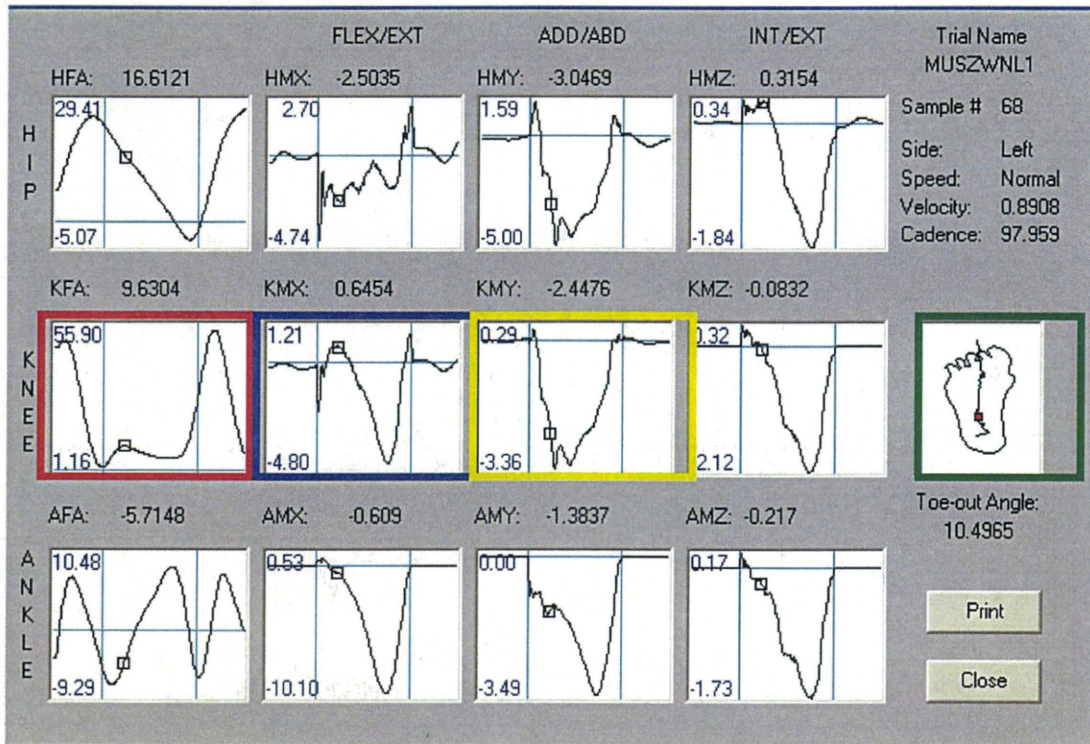 FLEX/EXT ADD/ABD INT/EXT Trial Name
MUSZWNL1
HFA: 16.6121 HMX: -2.5035 HMY: -3.0469 HMZ: 0.3154
29.41 2.70 1.59 0.34
Sample # 68
HIP
Side: Left
Speed: Normal
Velocity: 0.8908
Cadence: 97.959
-5.07 -4.74 -5.00 -1.84
KFA: 9.6304 KMX: 0.6454 KMY: -2.4476 KMZ: -0.0832
55.90 1.21 0.29 0.32
KNEE
1.16 -4.80 -3.36 2.12
AFA: -5.7148 AMX: -0.609 AMY: -1.3837 AMZ: -0.217
Toe-out Angle:
10.4965
10.48 0.53 0.00 0.17
ANKLE
-9.29 -10.10 -3.49 -1.73
Print
Close